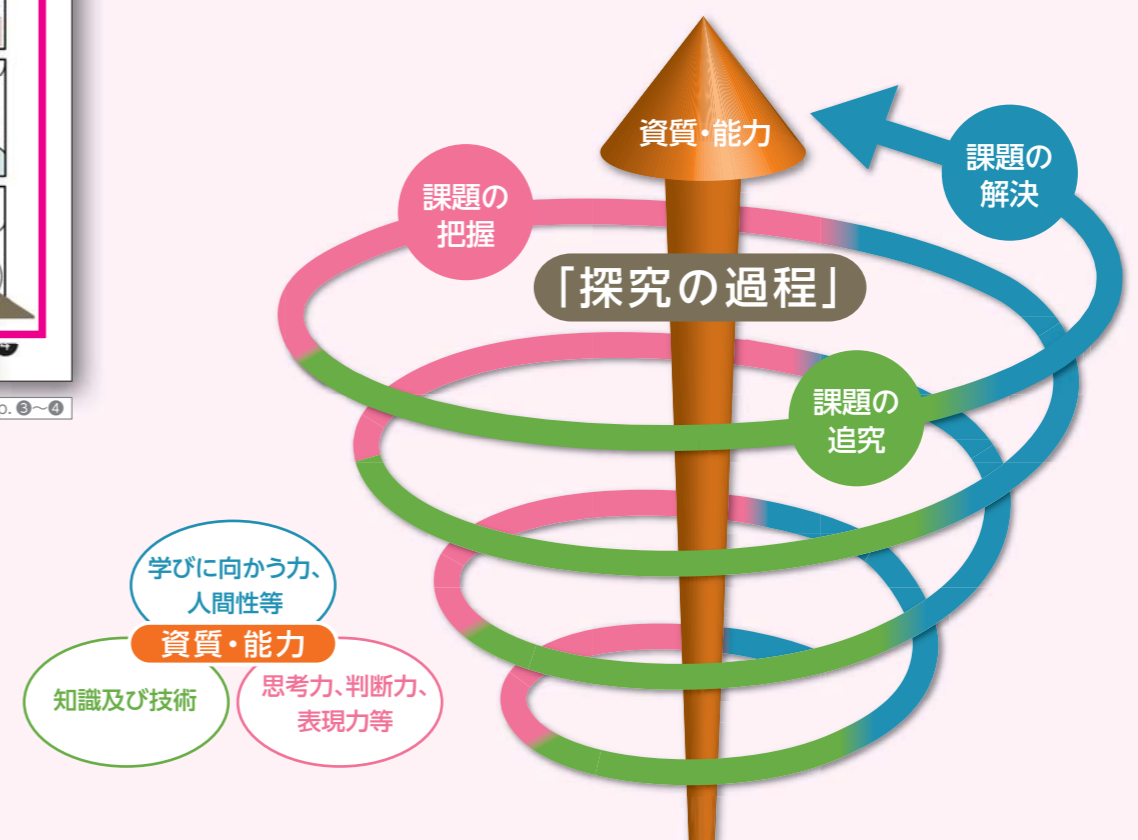 資質・能力
課題の
解決
課題の
把握
「探究の過程」
課題の
追究
p. ❸〜❹
学びに向かう力、
人間性等
資質・能力
知識及び技術
思考力、判断力、
表現力等